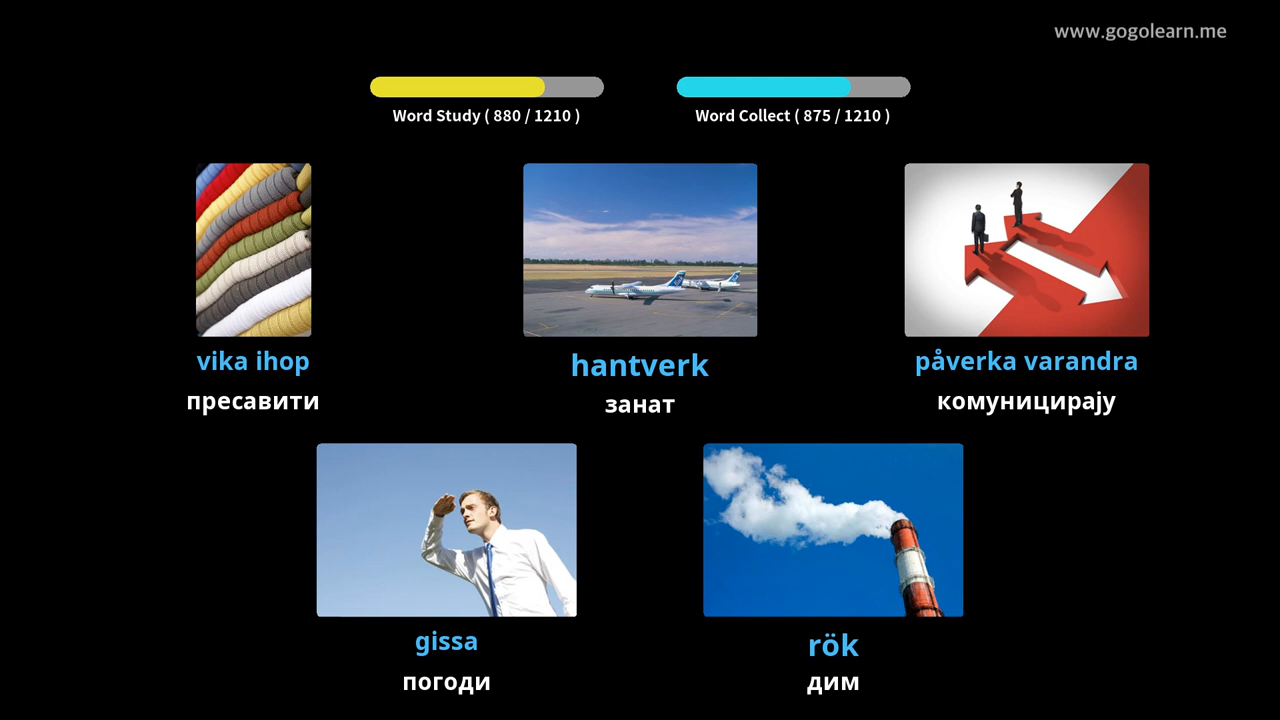 www.gogolearn.me
Word Study ( 880 / 1210 )
Word Collect ( 875 / 1210 )
vika ihop
hantverk
påverka varandra
пресавити
занат
комуницирају
gissa
rök
погоди
дим